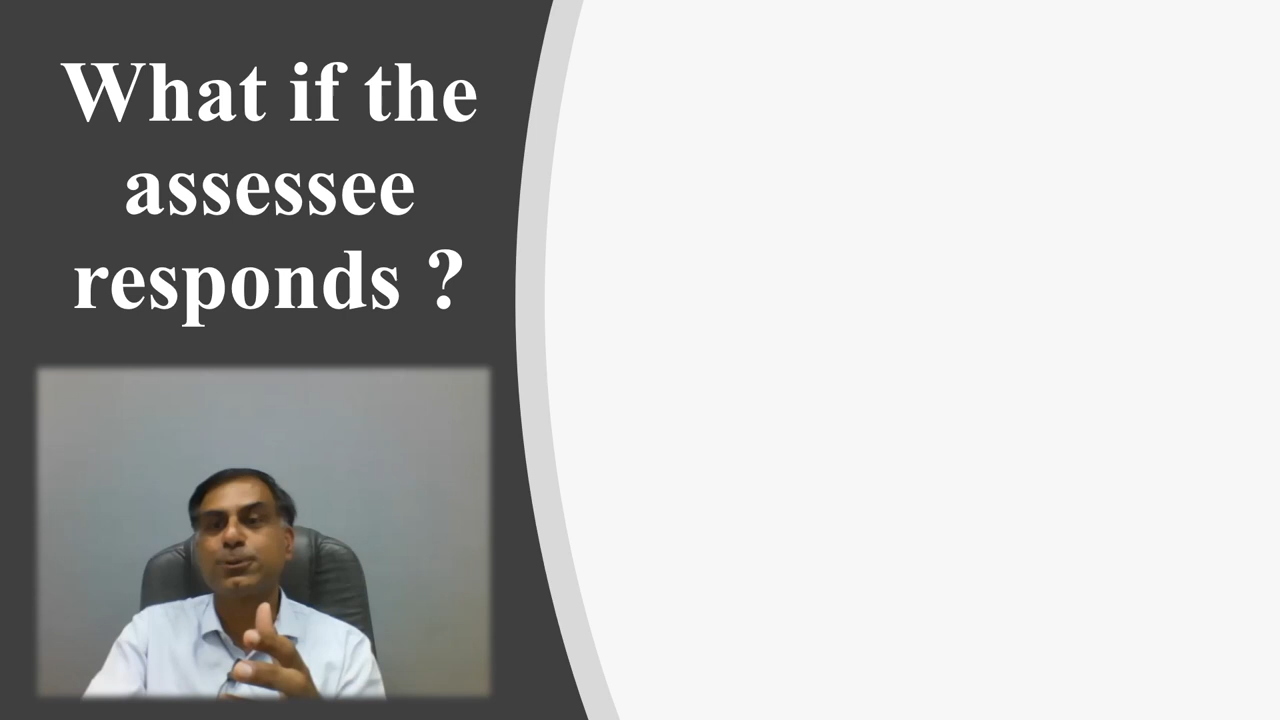 What if the
assessee
responds ?